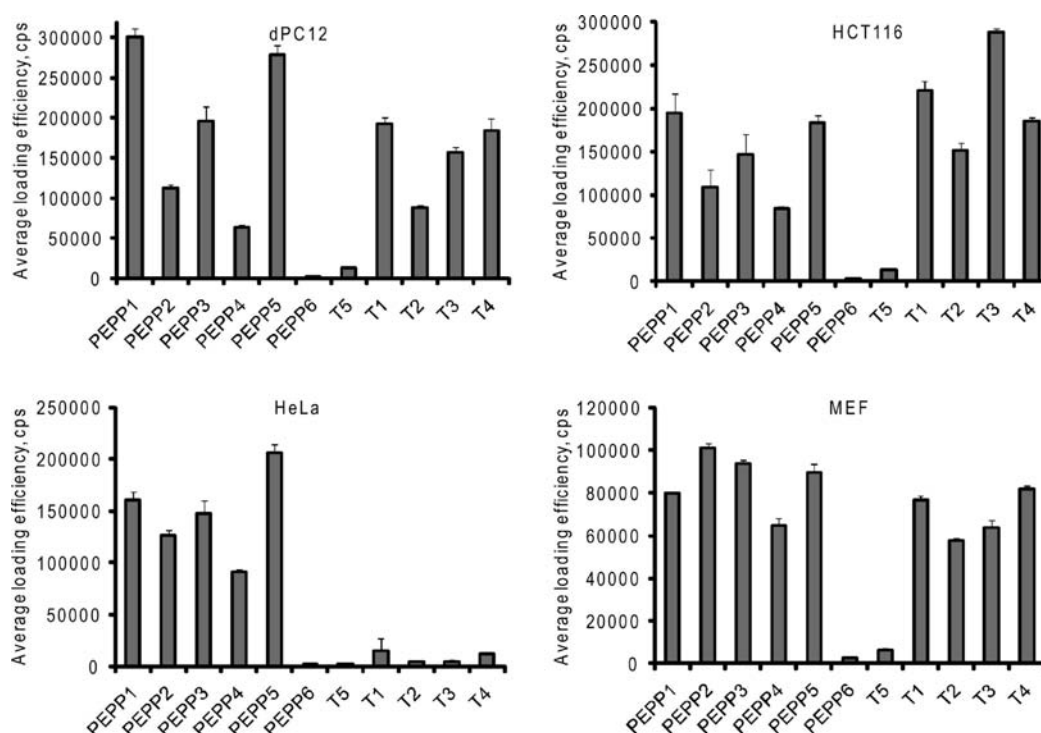 dPC12
Average loading efficiency, cps
300000
250000
200000
150000
100000
50000
0
PEPP1
PEPP2
PEPP3
PEPP4
PEPP5
PEPP6
T5
T1
T2
T3
T4
HCT116
Average loading efficiency, cps
300000
250000
200000
150000
100000
50000
0
PEPP1
PEPP2
PEPP3
PEPP4
PEPP5
PEPP6
T5
T1
T2
T3
T4
HeLa
Average loading efficiency, cps
250000
200000
150000
100000
50000
0
PEPP1
PEPP2
PEPP3
PEPP4
PEPP5
PEPP6
T5
T1
T2
T3
T4
MEF
Average loading efficiency, cps
120000
100000
80000
60000
40000
20000
0
PEPP1
PEPP2
PEPP3
PEPP4
PEPP5
PEPP6
T5
T1
T2
T3
T4